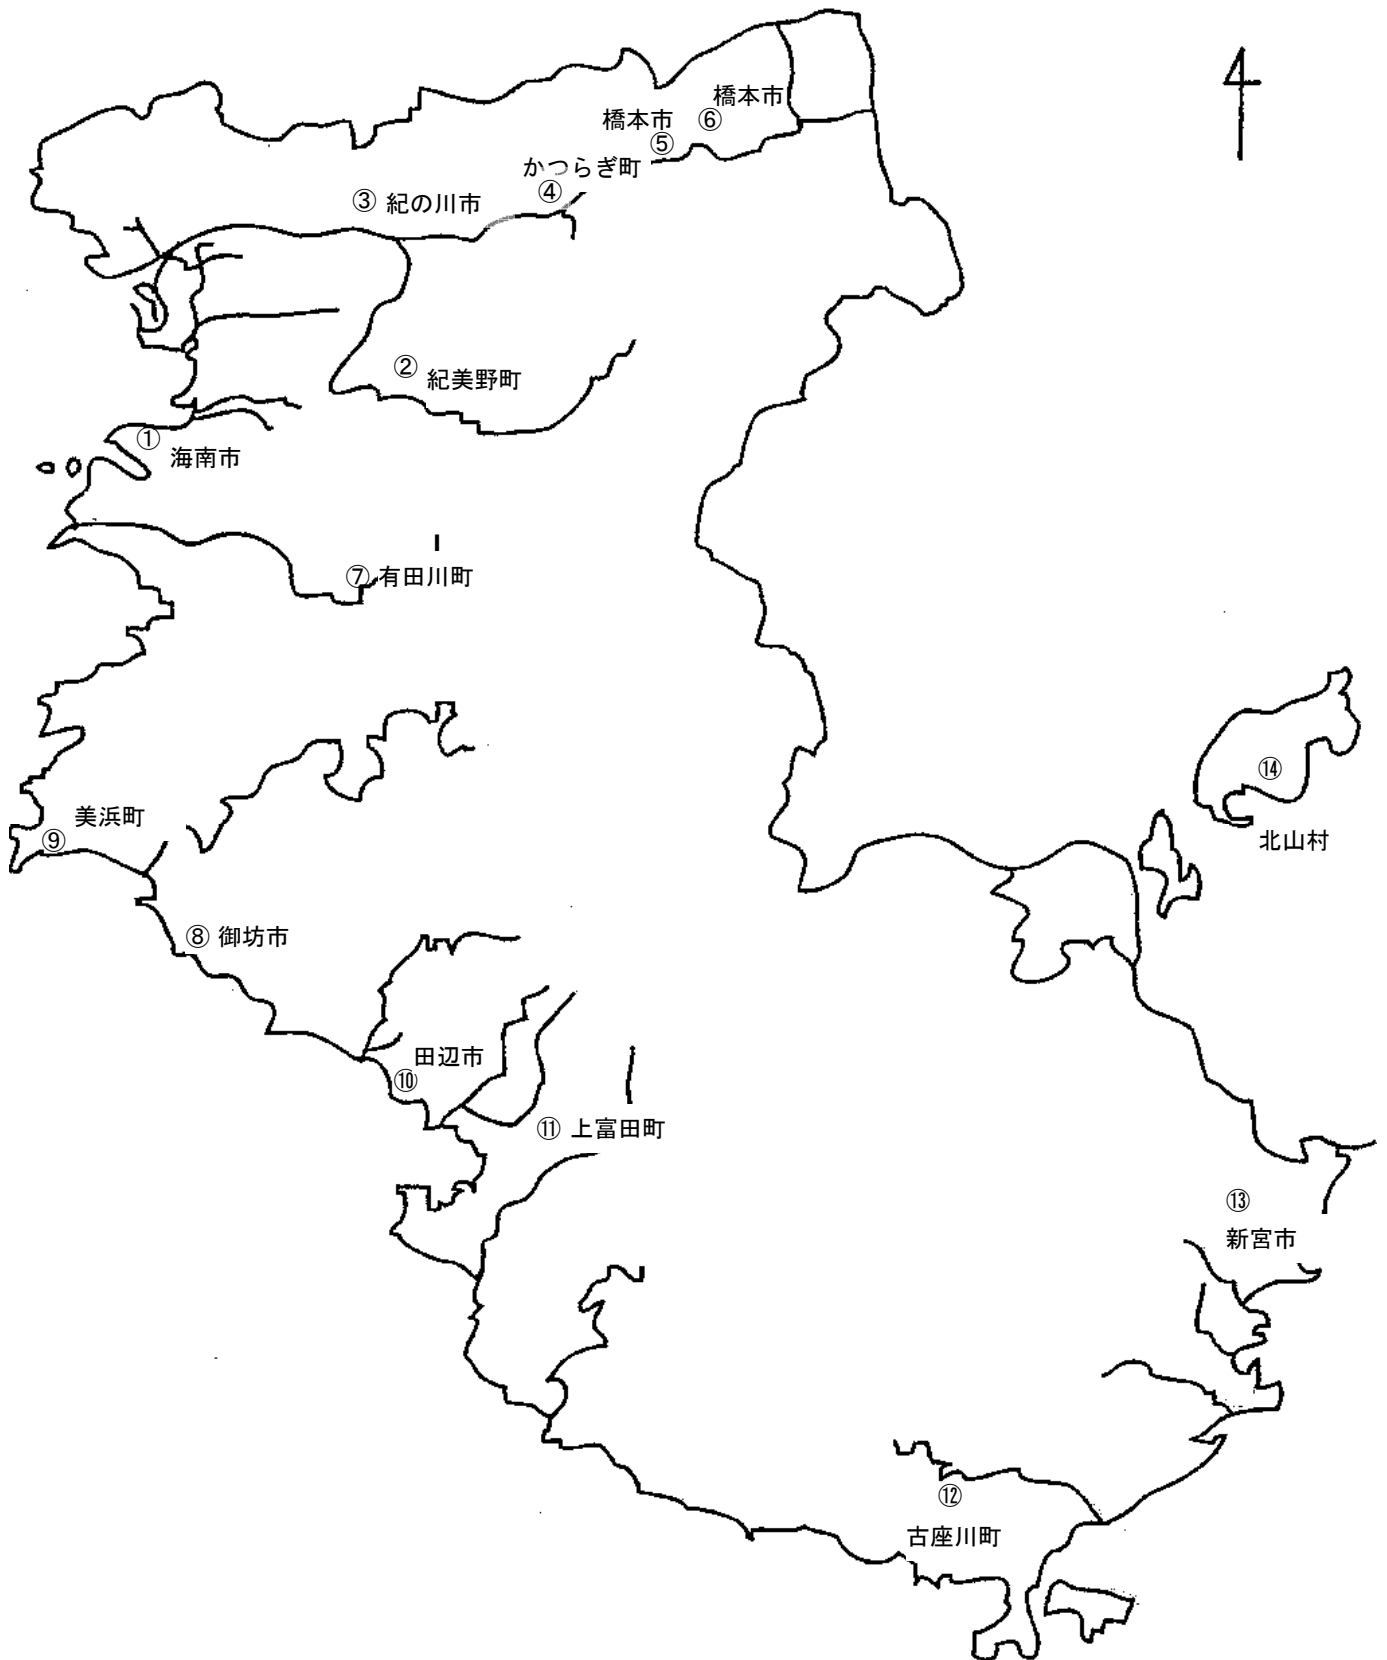 橋本市
⑥
橋本市
⑤
かつらぎ町
④
③ 紀の川市
②
紀美野町
①
海南市
⑦ 有田川町
⑭
北山村
美浜町
⑨
⑧ 御坊市
田辺市
⑩
⑪ 上富田町
⑬
新宮市
⑫
古座川町